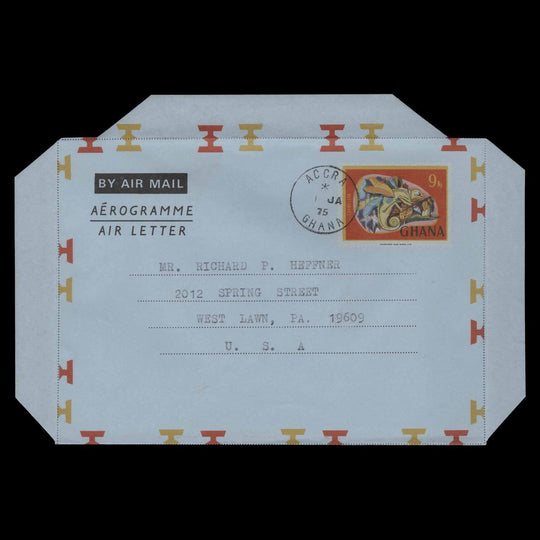 BY AIR MAIL
AÉROGRAMME
AIR LETTER
ACCRA
*
1 JA
75
GHANA
9
GHANA
MR. RICHARD P. HEFFNER
2012 SPRING STREET
WEST LAWN, PA. 19609
U. S. A